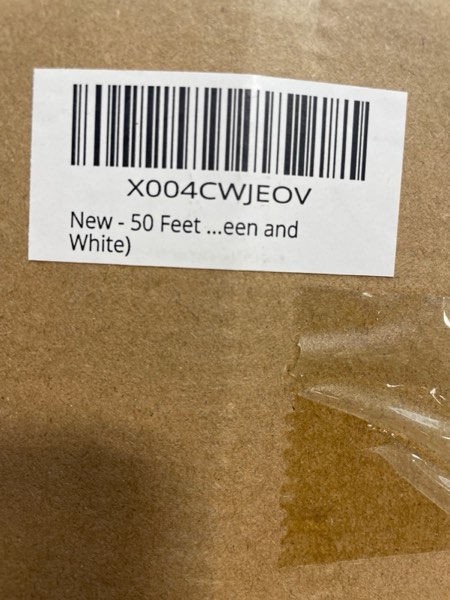 X004CWJEOV
New - 50 Feet ...een and
White)